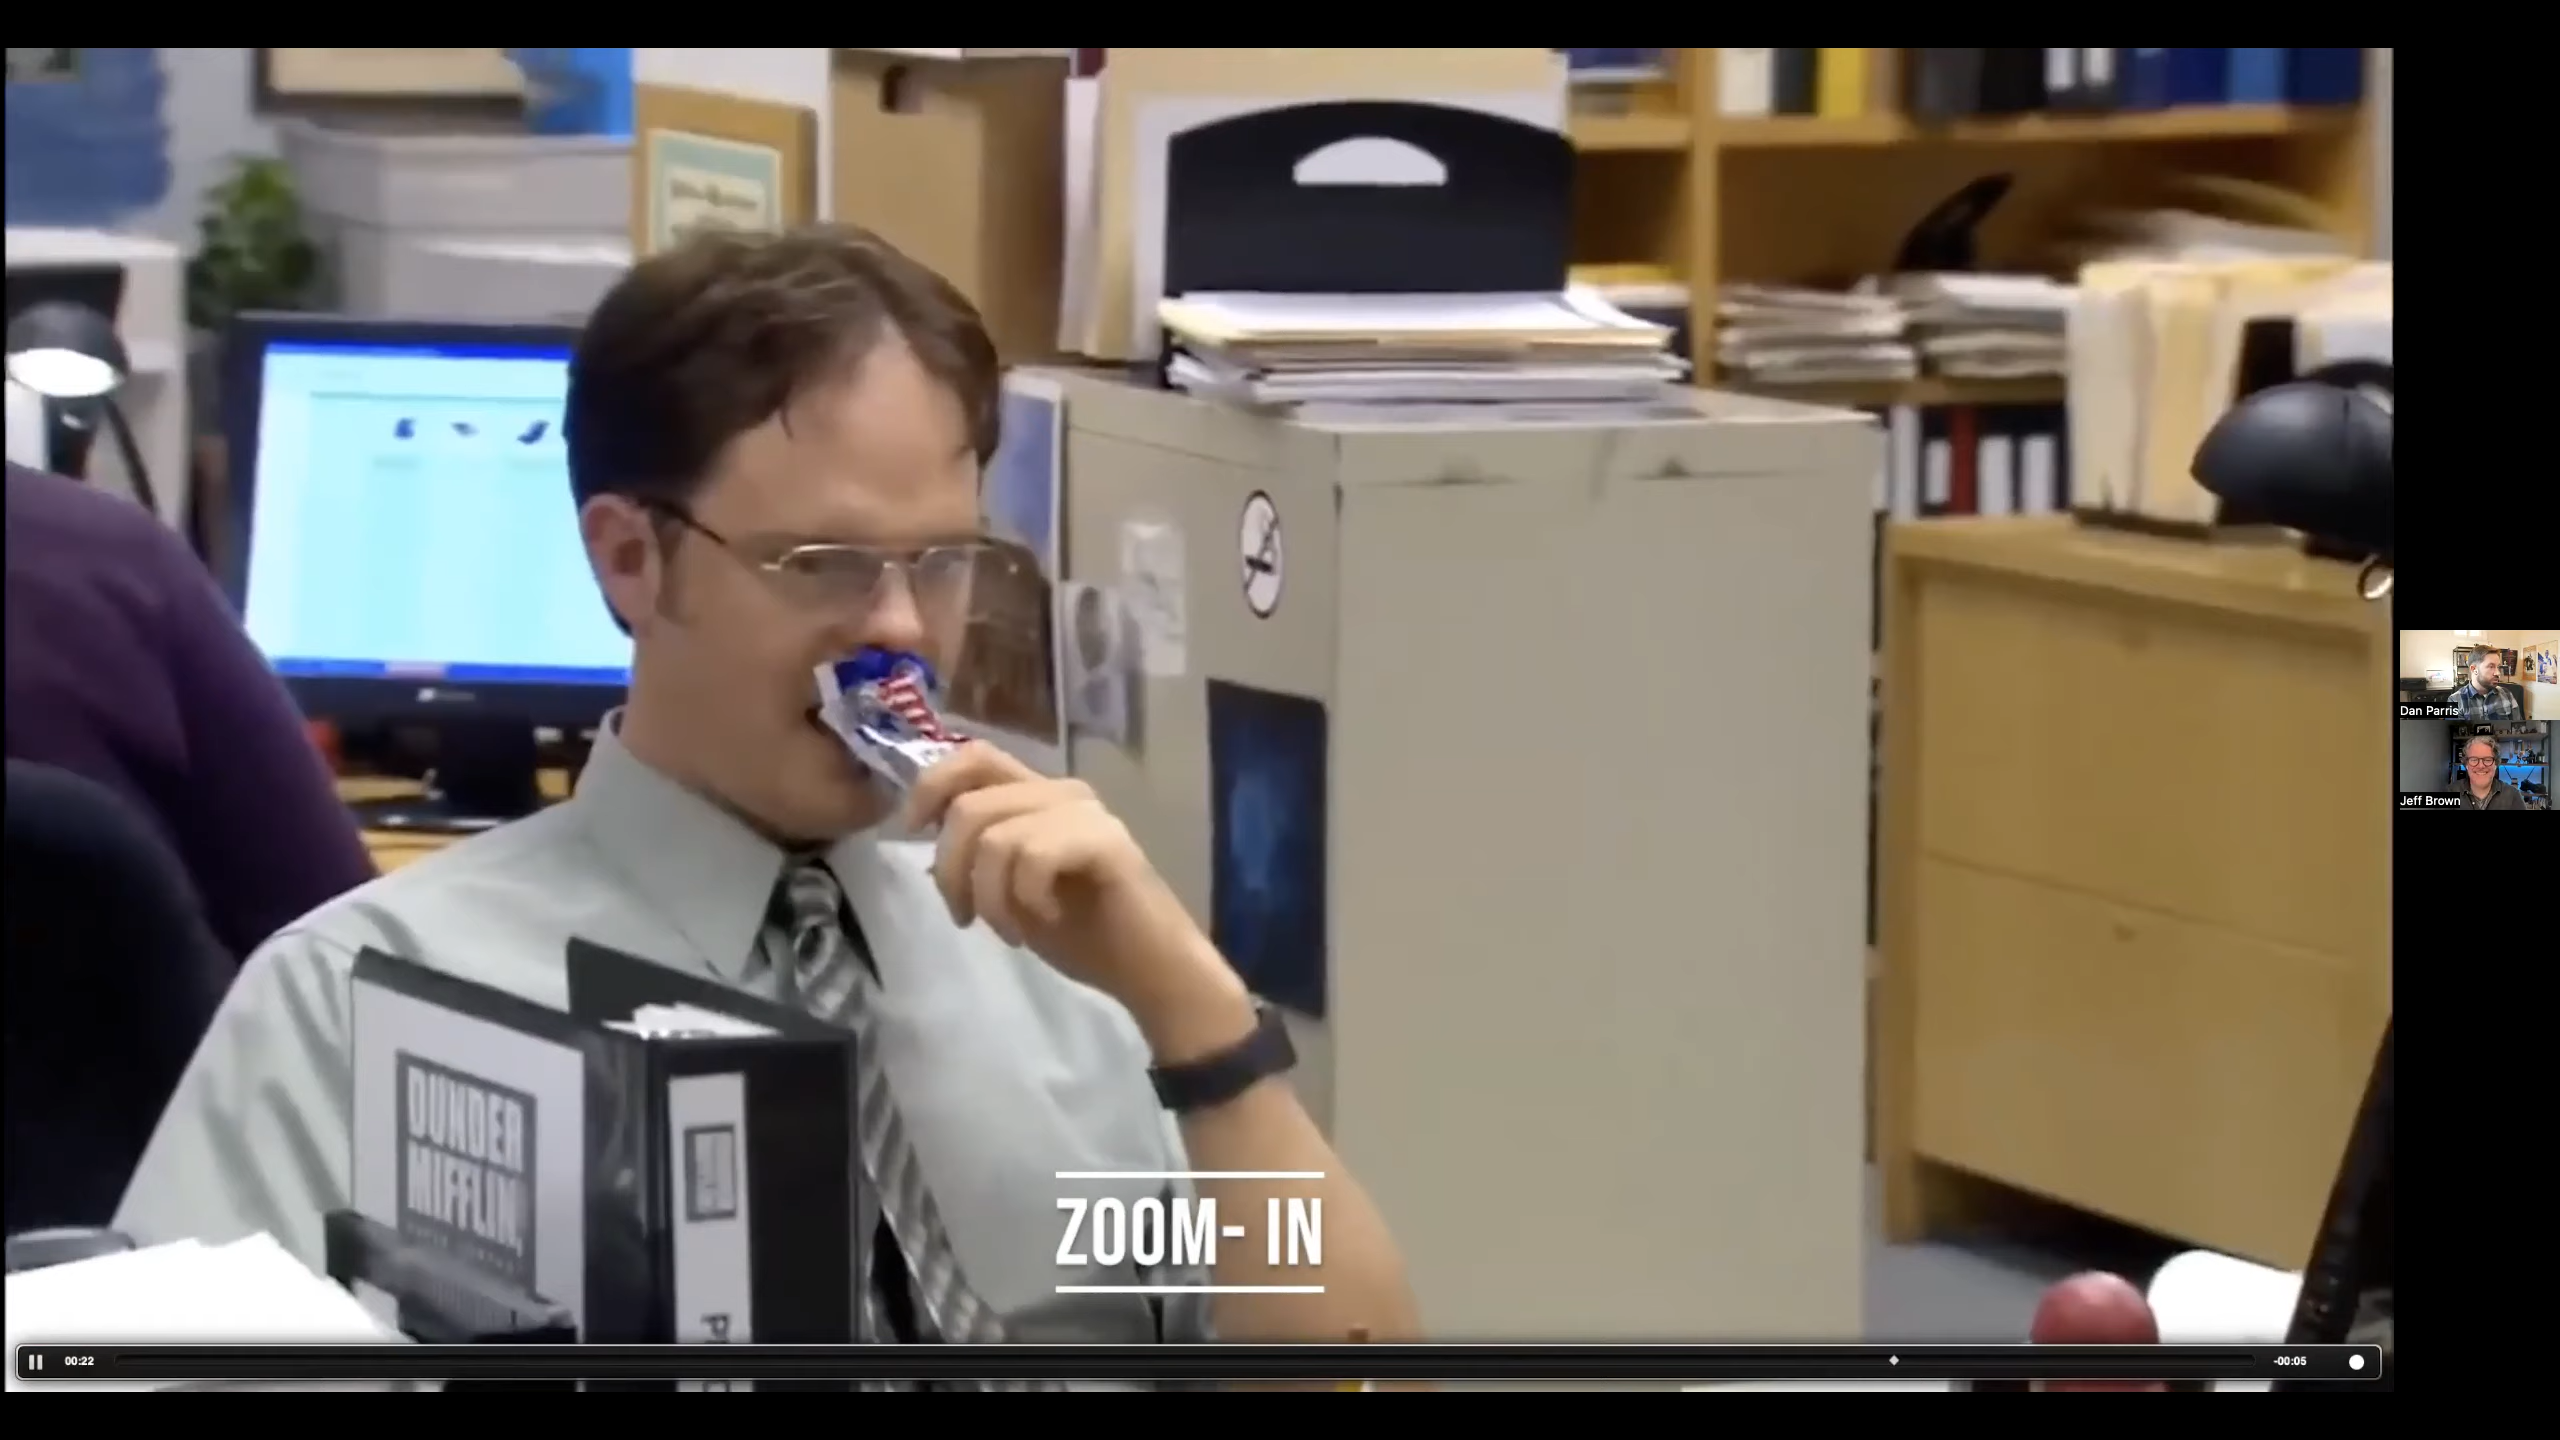 DUNDER
MIFFLIN,
ZOOM- IN
00:22
-00:05
Dan Parris
Jeff Brown